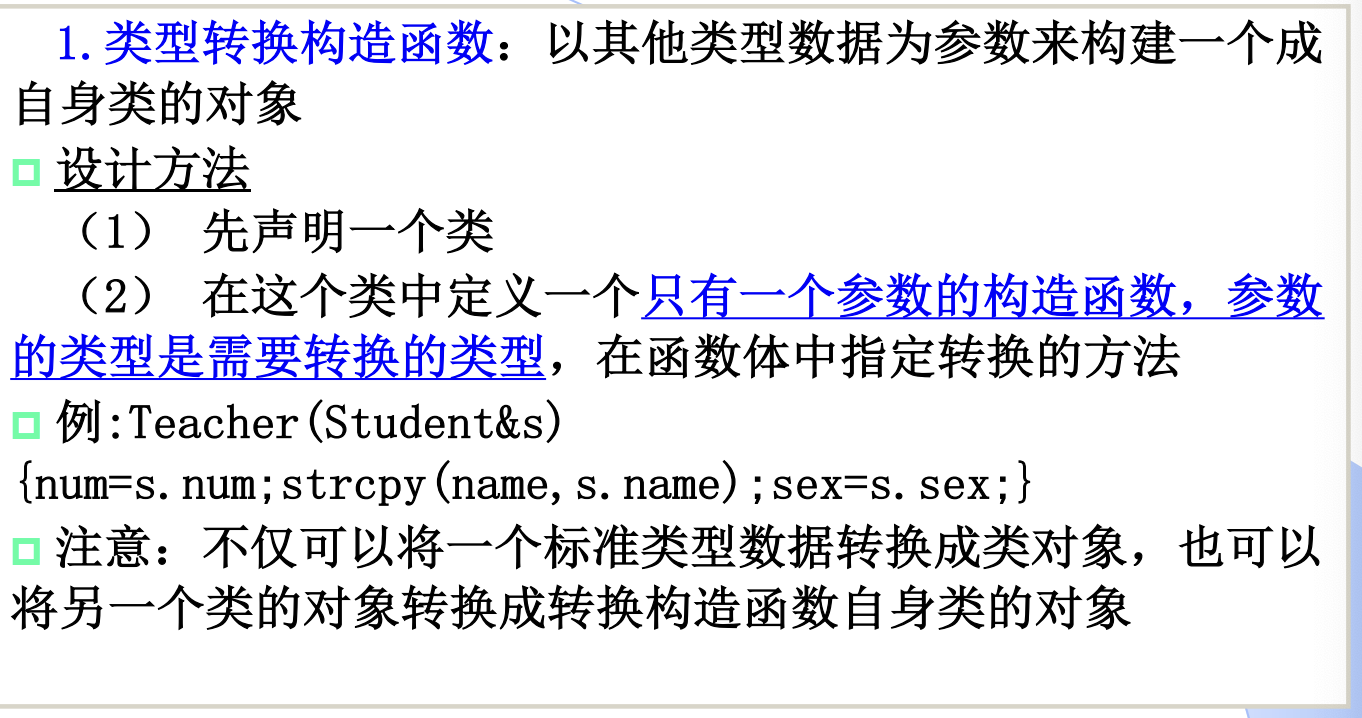 1.类型转换构造函数：以其他类型数据为参数来构建一个成
自身类的对象
设计方法
（1） 先声明一个类
（2） 在这个类中定义一个只有一个参数的构造函数，参数
的类型是需要转换的类型，在函数体中指定转换的方法
例:Teacher(Student&s)
{num=s.num;strcpy(name,s.name);sex=s.sex;}
注意：不仅可以将一个标准类型数据转换成类对象，也可以
将另一个类的对象转换成转换构造函数自身类的对象